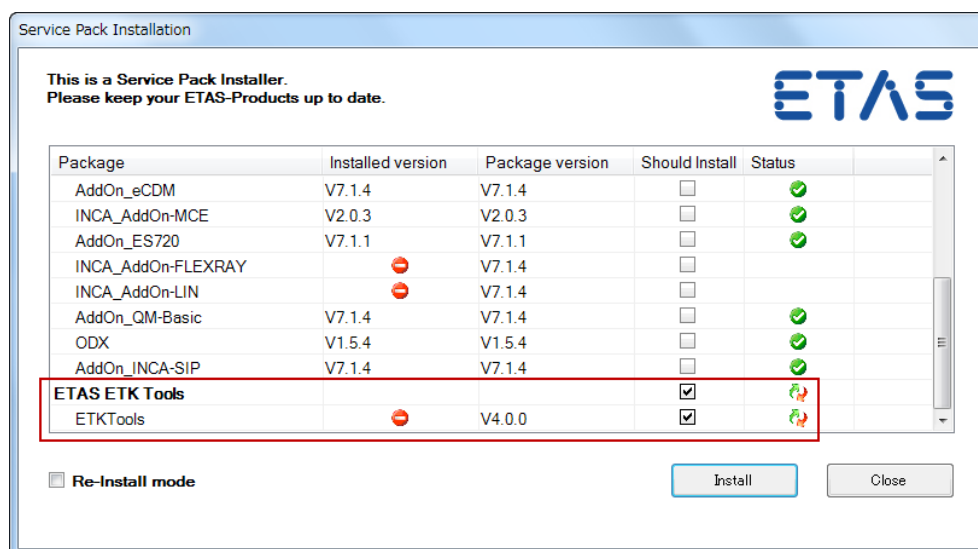 Service Pack Installation
This is a Service Pack Installer.
Please keep your ETAS-Products up to date.
ETAS
Package Installed version Package version Should Install Status
AddOn_eCDM V7.1.4 V7.1.4
INCA_AddOn-MCE V2.0.3 V2.0.3
AddOn_ES720 V7.1.1 V7.1.1
INCA_AddOn-FLEXRAY V7.1.4
INCA_AddOn-LIN V7.1.4
AddOn_QM-Basic V7.1.4 V7.1.4
ODX V1.5.4 V1.5.4
AddOn_INCA-SIP V7.1.4 V7.1.4
ETAS ETK Tools
ETKTools V4.0.0
Re-Install mode Install Close